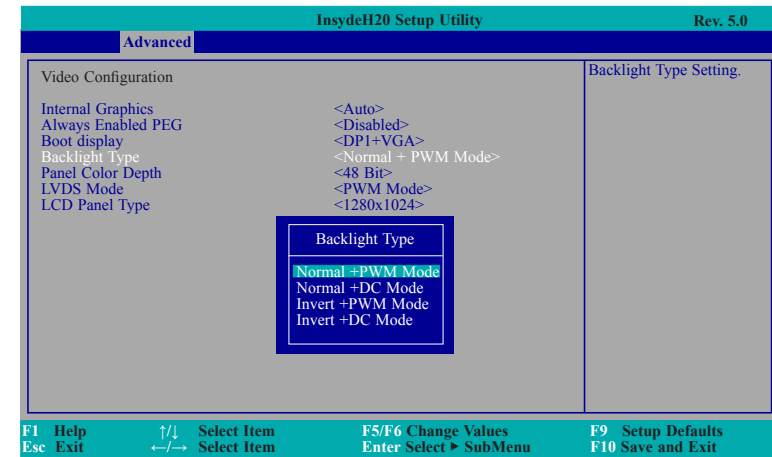 InsydeH20 Setup Utility Rev. 5.0
Advanced
Video Configuration
Backlight Type Setting.
Internal Graphics <Auto>
Always Enabled PEG <Disabled>
Boot display <DP1+VGA>
Backlight Type <Normal + PWM Mode>
Panel Color Depth <48 Bit>
LVDS Mode <PWM Mode>
LCD Panel Type <1280x1024>
Backlight Type
Normal +PWM Mode
Normal +DC Mode
Invert +PWM Mode
Invert +DC Mode
F1 Help ↑/↓ Select Item F5/F6 Change Values F9 Setup Defaults
Esc Exit ←/→ Select Item Enter Select ► SubMenu F10 Save and Exit